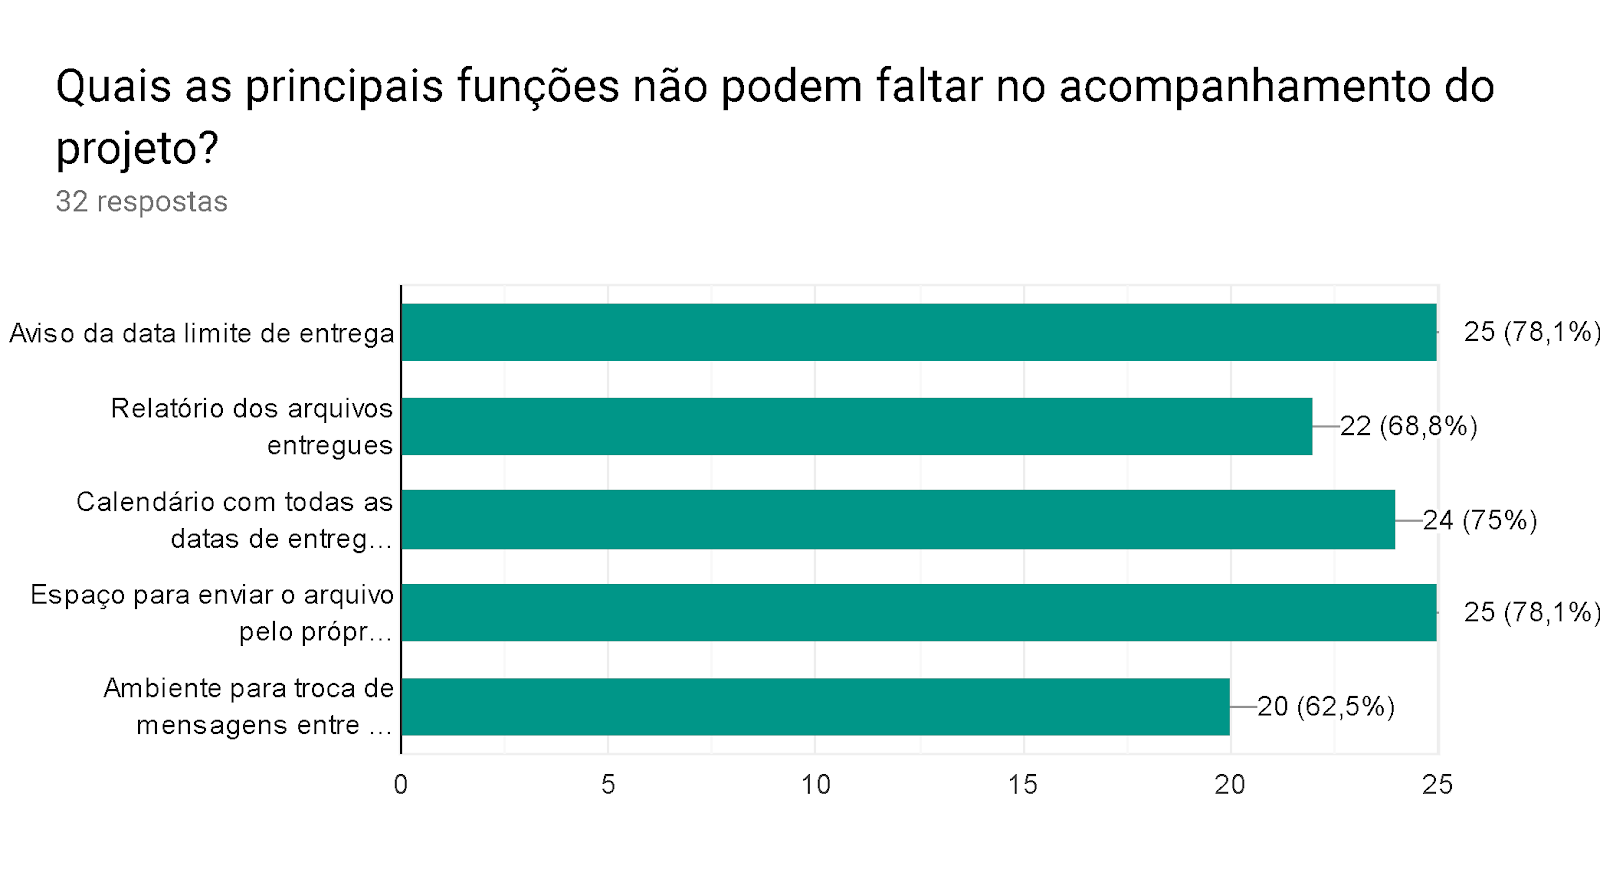 Quais as principais funções não podem faltar no acompanhamento do
projeto?
32 respostas
Aviso da data limite de entrega
25 (78,1%)
Relatório dos arquivos
entregues
22 (68,8%)
Calendário com todas as
datas de entreg...
24 (75%)
Espaço para enviar o arquivo
pelo própr...
25 (78,1%)
Ambiente para troca de
mensagens entre ...
20 (62,5%)
0 5 10 15 20 25